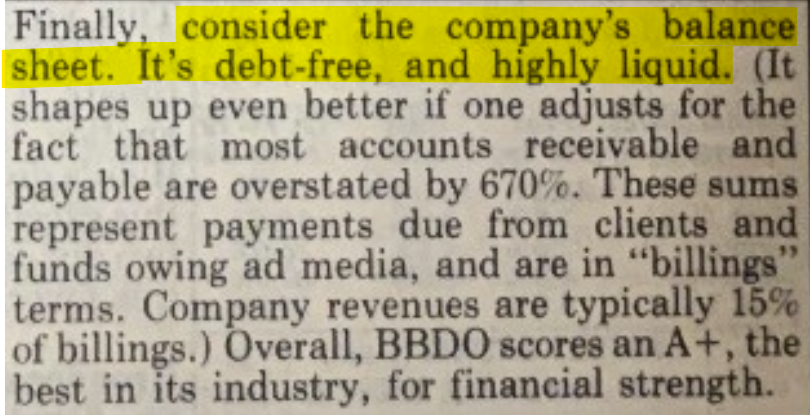 Finally, consider the company's balance
sheet. It's debt-free, and highly liquid. (It
shapes up even better if one adjusts for the
fact that most accounts receivable and
payable are overstated by 670%. These sums
represent payments due from clients and
funds owing ad media, and are in “billings”
terms. Company revenues are typically 15%
of billings.) Overall, BBDO scores an A+, the
best in its industry, for financial strength.